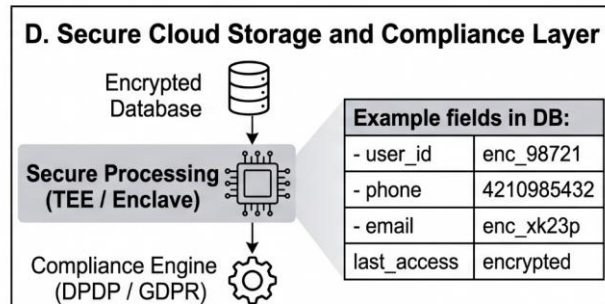 D. Secure Cloud Storage and Compliance Layer
Encrypted
Database
Secure Processing
(TEE / Enclave)
Compliance Engine
(DPDP / GDPR)
Example fields in DB:
- user_id enc_98721
- phone 4210985432
- email enc_xk23p
last_access encrypted